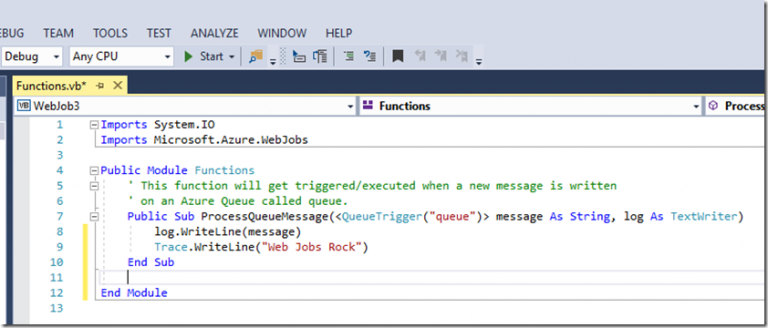 EBUG TEAM TOOLS TEST ANALYZE WINDOW HELP
Debug Any CPU Start
Functions.vb*
VB WebJob3 Functions Process
1 Imports System.IO
2 Imports Microsoft.Azure.WebJobs
3
4 Public Module Functions
5 ' This function will get triggered/executed when a new message is written
6 ' on an Azure Queue called queue.
7 Public Sub ProcessQueueMessage(<QueueTrigger("queue")> message As String, log As TextWriter)
8 log.WriteLine(message)
9 Trace.WriteLine("Web Jobs Rock")
10 End Sub
11
12 End Module
13